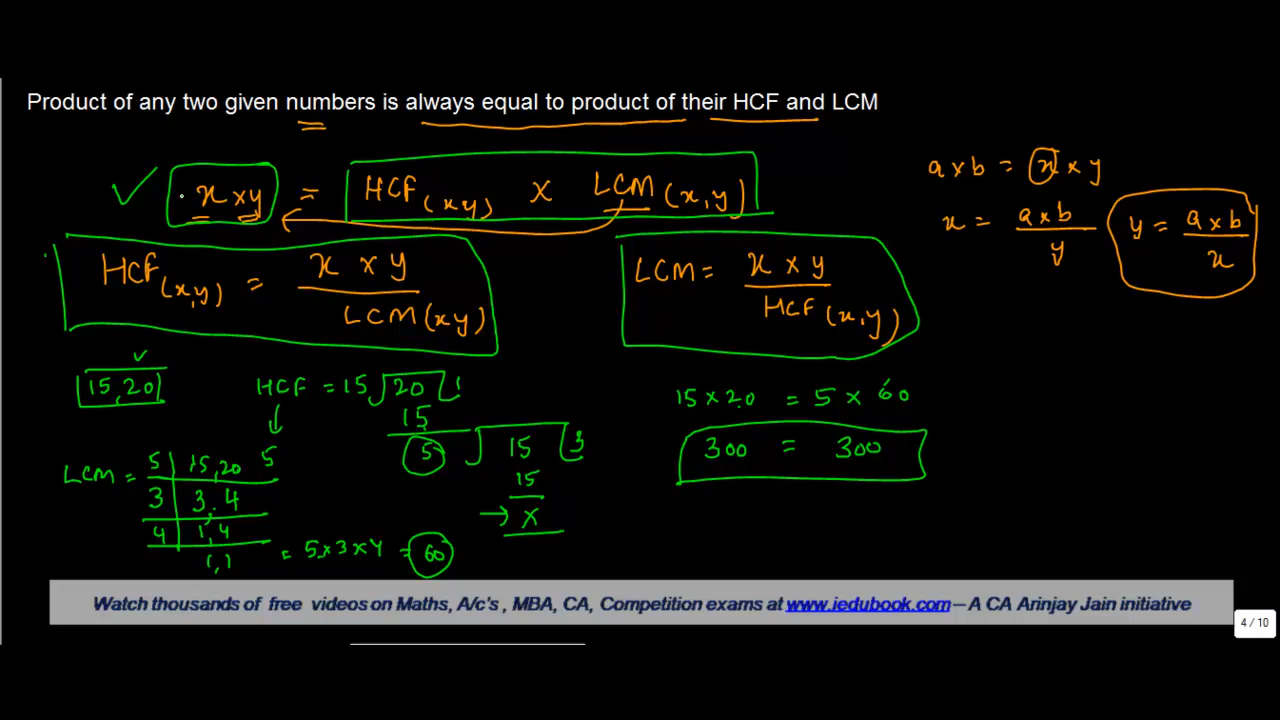 Product of any two given numbers is always equal to product of their HCF and LCM
x x y = HCF (xy) X LCM (x,y)
a x b = x x y
x = a x b / y
y = a x b / x
HCF (x,y) = x x y / LCM (xy)
LCM = x x y / HCF (x,y)
15,20
HCF = 15 20 1
15
5 15 3
15
x
5
LCM = 5 15,20
3 3,4
4 1,4
1,1
= 5x3x4 = 60
15 x 20 = 5 x 60
300 = 300
Watch thousands of free videos on Maths, A/c's , MBA, CA, Competition exams at www.iedubook.com – A CA Arinjay Jain initiative
4 / 10